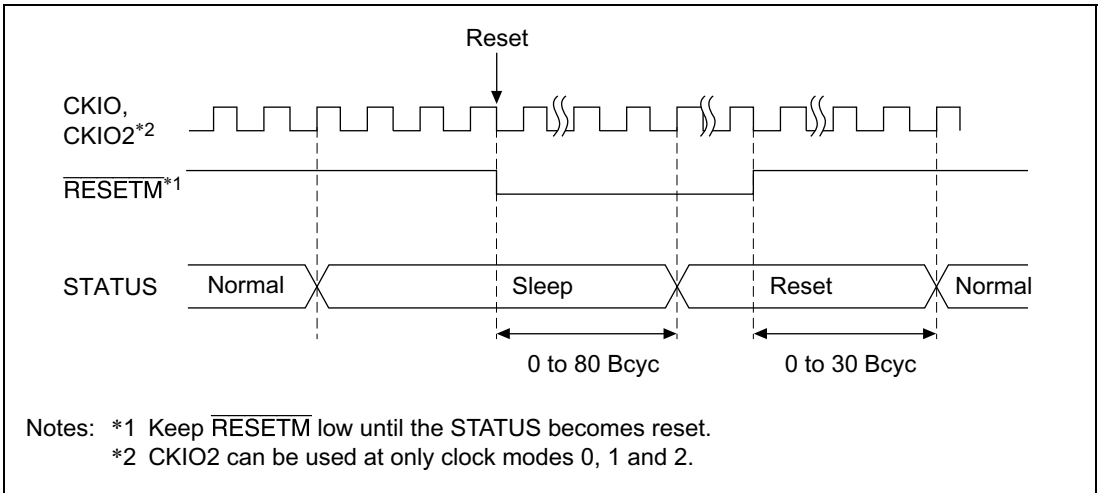 Reset
CKIO,
CKIO2*2
RESETM*1
STATUS Normal Sleep Reset Normal
0 to 80 Bcyc 0 to 30 Bcyc
Notes: *1 Keep RESETM low until the STATUS becomes reset.
*2 CKIO2 can be used at only clock modes 0, 1 and 2.